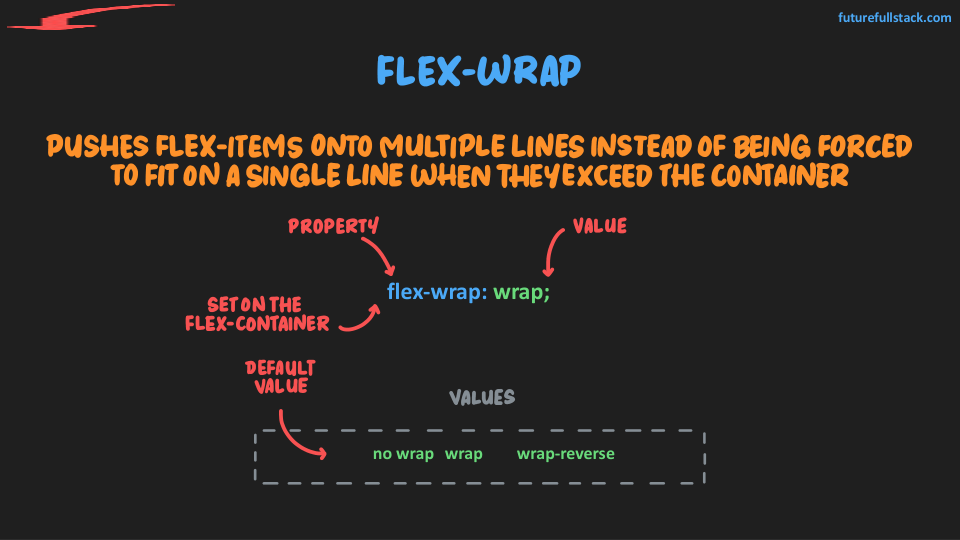 futurefullstack.com
FLEX-WRAP
PUSHES FLEX-ITEMS ONTO MULTIPLE LINES INSTEAD OF BEING FORCED
TO FIT ON A SINGLE LINE WHEN THEY EXCEED THE CONTAINER
PROPERTY
VALUE
flex-wrap: wrap;
SET ON THE
FLEX-CONTAINER
DEFAULT
VALUE
VALUES
no wrap wrap wrap-reverse